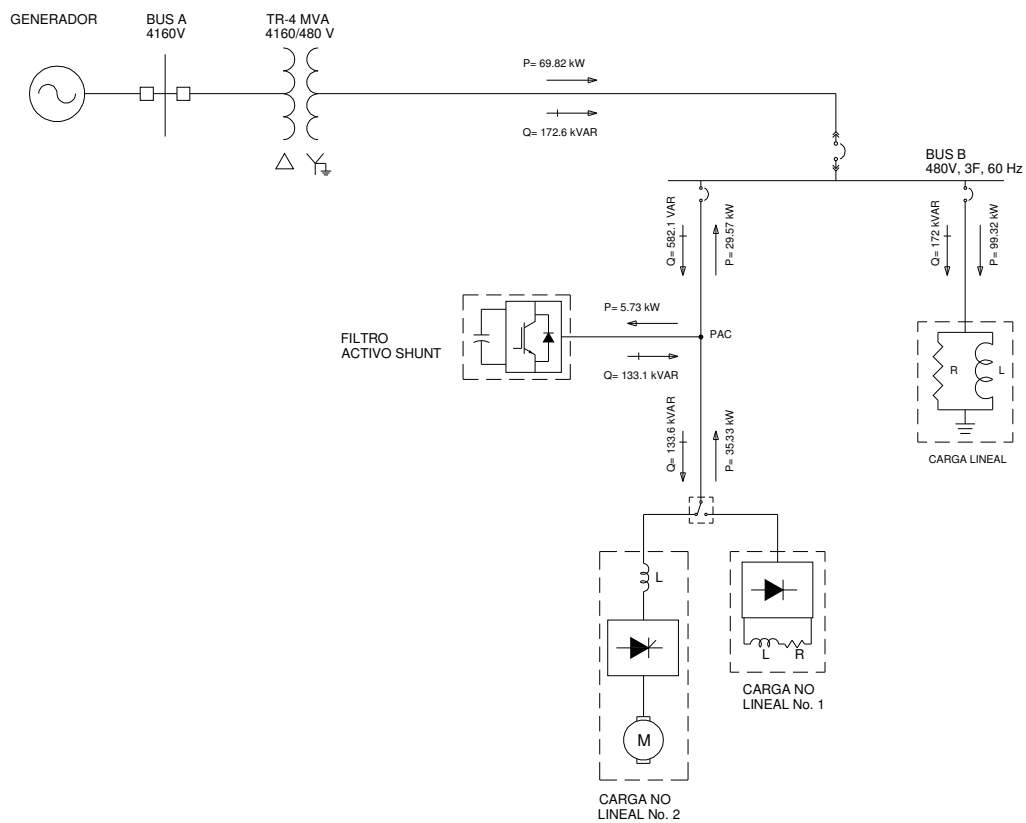 GENERADOR
BUS A
4160V
TR-4 MVA
4160/480 V
P= 69.82 kW
Q= 172.6 kVAR
BUS B
480V, 3F, 60 Hz
Q= 582.1 VAR
P= 29.57 kW
Q= 172 kVAR
P= 99.32 kW
FILTRO
ACTIVO SHUNT
P= 5.73 kW
Q= 133.1 kVAR
PAC
R
L
CARGA LINEAL
Q= 133.6 kVAR
P= 35.33 kW
L
M
CARGA NO
LINEAL No. 2
L
R
CARGA NO
LINEAL No. 1